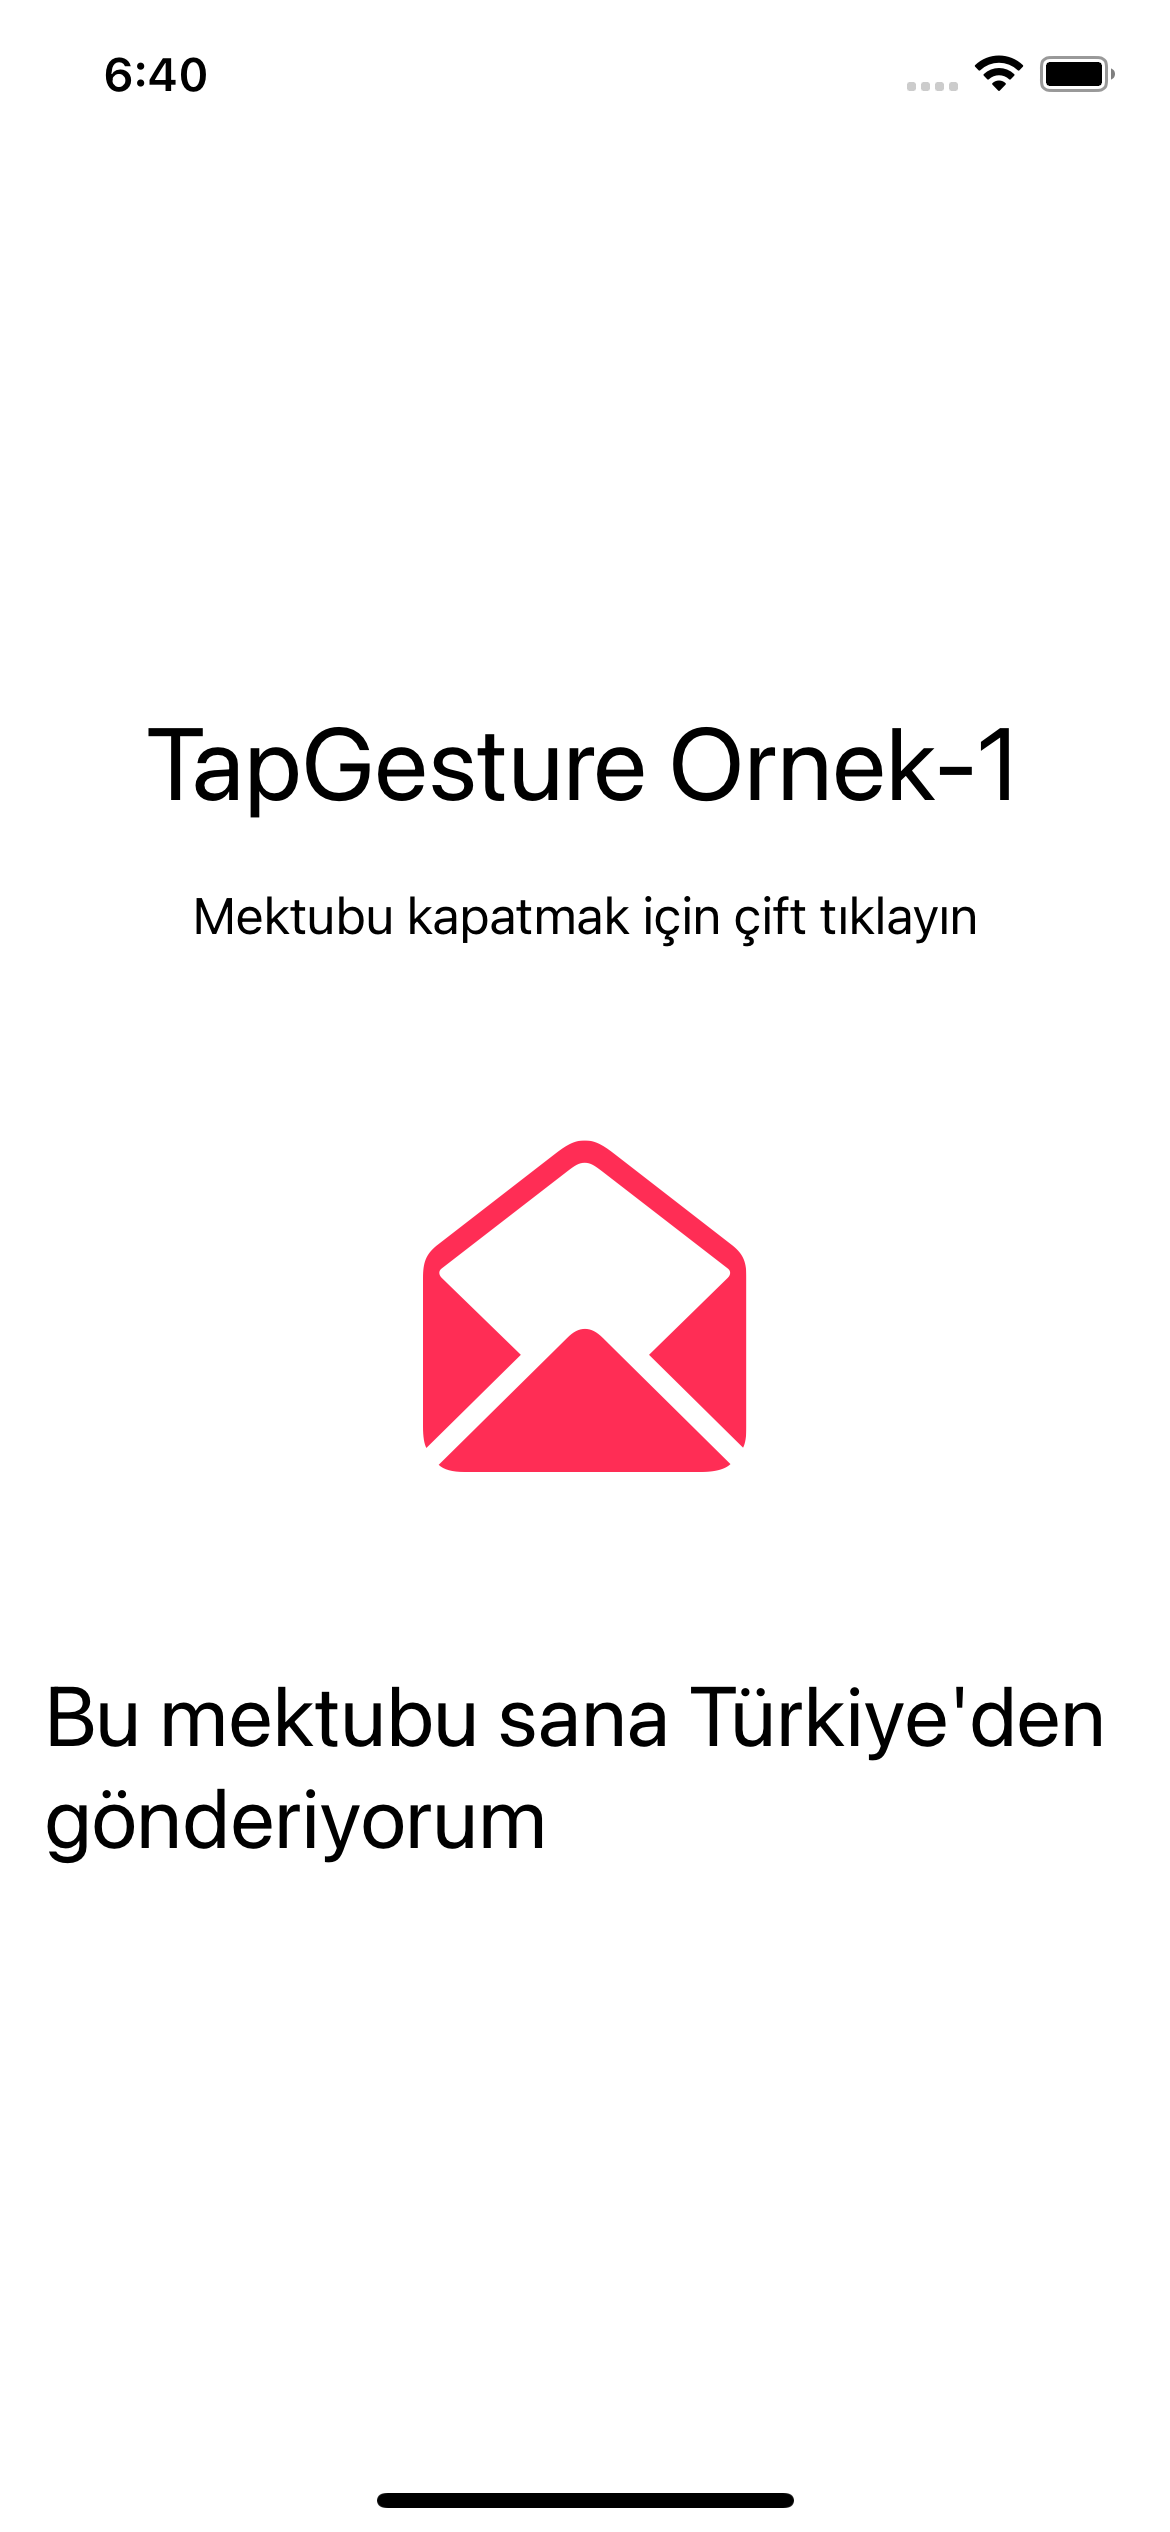 6:40
TapGesture Ornek-1
Mektubu kapatmak için çift tıklayın
Bu mektubu sana Türkiye'den
gönderiyorum